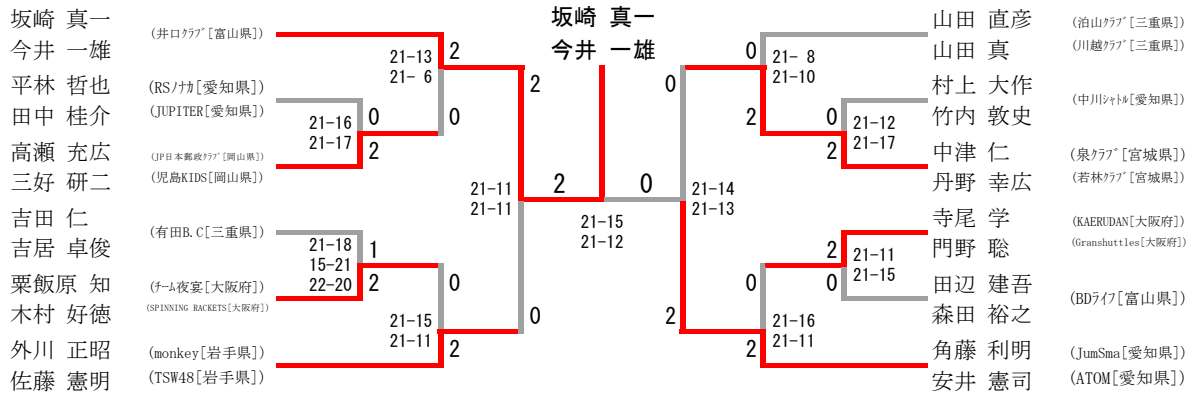 坂崎 真一
今井 一雄
(井口ｸﾗﾌﾞ[富山県])
平林 哲也
田中 桂介
(RSﾉﾅｶ[愛知県])
(JUPITER[愛知県])
高瀬 充広
三好 研二
(JP日本郵政ｸﾗﾌﾞ[岡山県])
(児島KIDS[岡山県])
吉田 仁
吉居 卓俊
(有田B.C[三重県])
粟飯原 知
木村 好徳
(ﾁｰﾑ夜宴[大阪府])
(SPINNING RACKETS[大阪府])
外川 正昭
佐藤 憲明
(monkey[岩手県])
(TSW48[岩手県])
21-13
21- 6
2
0
21-16
21-17
0
2
21-18
15-21
22-20
1
2
21-15
21-11
0
2
2
21-11
21-11
0
坂崎 真一
今井 一雄
2
0
21-15
21-12
0
21-14
21-13
2
0
21- 8
21-10
2
0
21-12
21-17
2
2
21-11
21-15
0
0
21-16
21-11
2
山田 直彦
山田 真
(泊山ｸﾗﾌﾞ[三重県])
(川越ｸﾗﾌﾞ[三重県])
村上 大作
竹内 敦史
(中川ｼｬﾄﾙ[愛知県])
中津 仁
丹野 幸広
(泉ｸﾗﾌﾞ[宮城県])
(若林ｸﾗﾌﾞ[宮城県])
寺尾 学
門野 聡
(KAERUDAN[大阪府])
(Granshuttles[大阪府])
田辺 建吾
森田 裕之
(BDﾗｲﾌ[富山県])
角藤 利明
安井 憲司
(JumSma[愛知県])
(ATOM[愛知県])